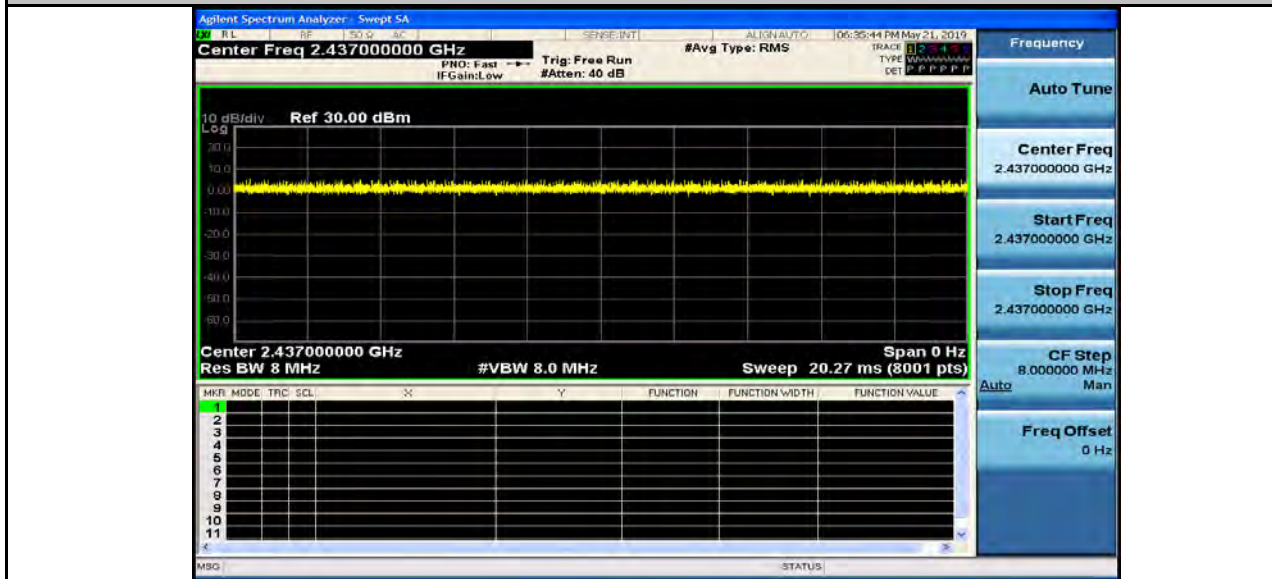 Agilent Spectrum Analyzer - Swept SA
LXI RL RF 50 Ω AC SENSE:INT ALIGN AUTO 06:35:44 PM May 21, 2019
Center Freq 2.437000000 GHz #Avg Type: RMS TRACE 1 2 3 4 5 6
PNO: Fast Trig: Free Run TYPE
IFGain:Low #Atten: 40 dB DET P P P P P P
10 dB/div Ref 30.00 dBm
Log
20.0
10.0
0.00
-10.0
-20.0
-30.0
-40.0
-50.0
-60.0
Center 2.437000000 GHz Span 0 Hz
Res BW 8 MHz #VBW 8.0 MHz Sweep 20.27 ms (8001 pts)
MKR MODE TRC SCL X Y FUNCTION FUNCTION WIDTH FUNCTION VALUE
1
2
3
4
5
6
7
8
9
10
11
MSG STATUS
Frequency
Auto Tune
Center Freq
2.437000000 GHz
Start Freq
2.437000000 GHz
Stop Freq
2.437000000 GHz
CF Step
8.000000 MHz
Auto Man
Freq Offset
0 Hz